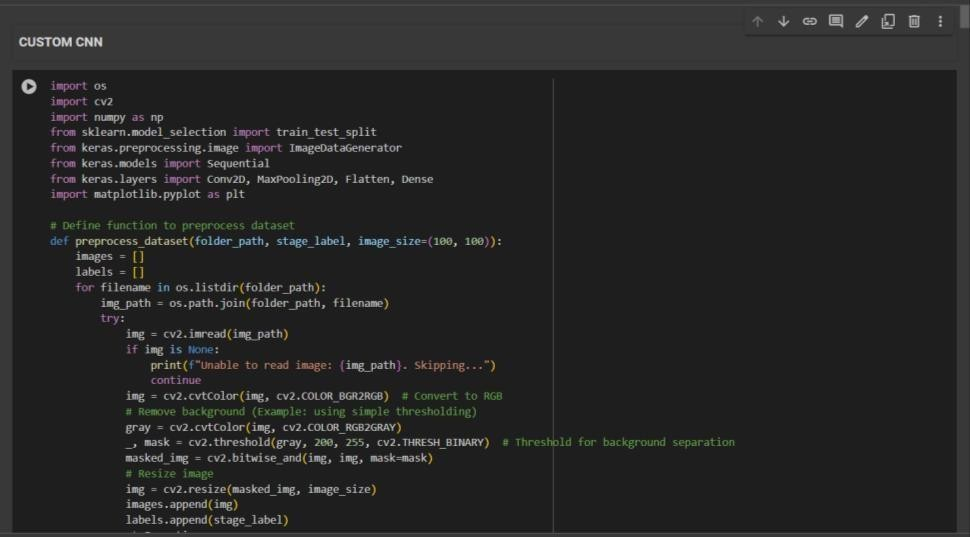 CUSTOM CNN
import os
import cv2
import numpy as np
from sklearn.model_selection import train_test_split
from keras.preprocessing.image import ImageDataGenerator
from keras.models import Sequential
from keras.layers import Conv2D, MaxPooling2D, Flatten, Dense
import matplotlib.pyplot as plt

# Define function to preprocess dataset
def preprocess_dataset(folder_path, stage_label, image_size=(100, 100)):
    images = []
    labels = []
    for filename in os.listdir(folder_path):
        img_path = os.path.join(folder_path, filename)
        try:
            img = cv2.imread(img_path)
            if img is None:
                print(f"Unable to read image: {img_path}. Skipping...")
                continue
            img = cv2.cvtColor(img, cv2.COLOR_BGR2RGB)  # Convert to RGB
            # Remove background (Example: using simple thresholding)
            gray = cv2.cvtColor(img, cv2.COLOR_RGB2GRAY)
            _, mask = cv2.threshold(gray, 200, 255, cv2.THRESH_BINARY)  # Threshold for background separation
            masked_img = cv2.bitwise_and(img, img, mask=mask)
            # Resize image
            img = cv2.resize(masked_img, image_size)
            images.append(img)
            labels.append(stage_label)